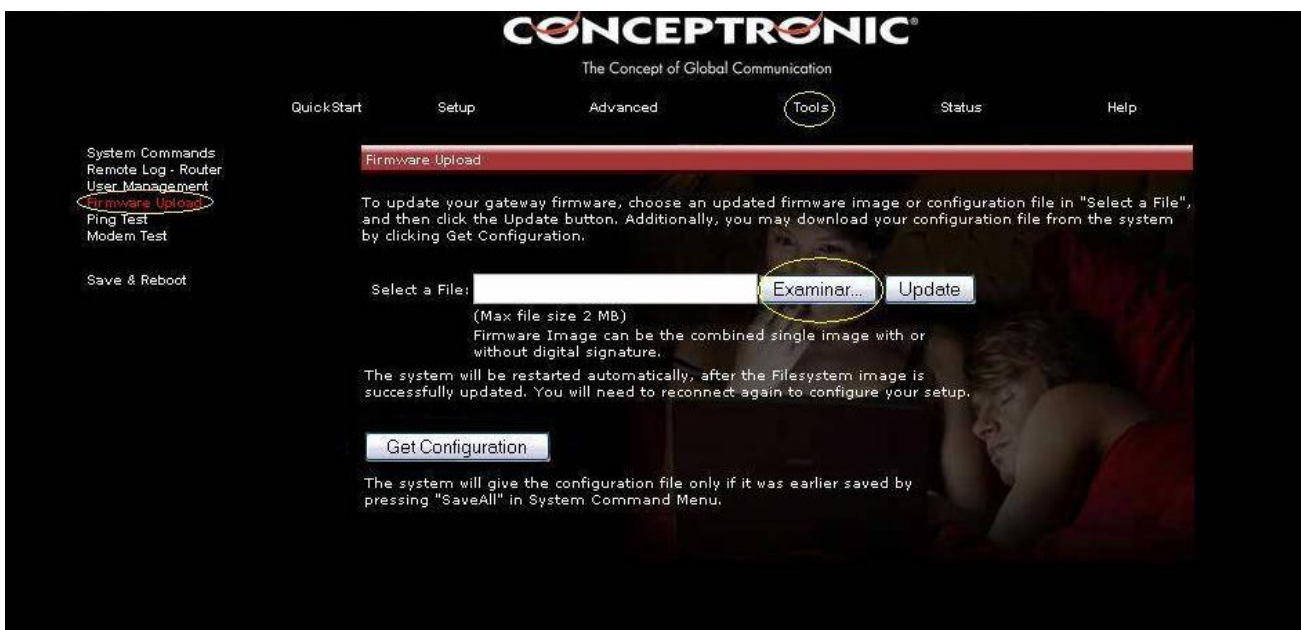 CONCEPTRONIC®
The Concept of Global Communication
QuickStart Setup Advanced Tools Status Help
System Commands
Remote Log - Router
User Management
Firmware Upload
Ping Test
Modem Test
Save & Reboot
Firmware Upload
To update your gateway firmware, choose an updated firmware image or configuration file in "Select a File",
and then click the Update button. Additionally, you may download your configuration file from the system
by clicking Get Configuration.
Select a File: Examinar... Update
(Max file size 2 MB)
Firmware Image can be the combined single image with or
without digital signature.
The system will be restarted automatically, after the Filesystem image is
successfully updated. You will need to reconnect again to configure your setup.
Get Configuration
The system will give the configuration file only if it was earlier saved by
pressing "SaveAll" in System Command Menu.